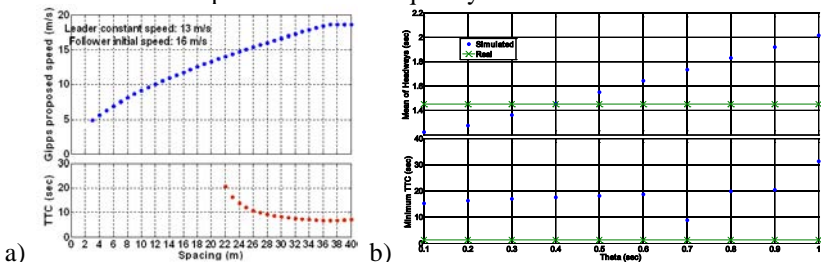 a)
Gipps proposed speed (m/s)
20
15
10
5
0
Leader constant speed: 13 m/s
Follower initial speed: 16 m/s
TTC (sec)
30
20
10
0
0 2 4 6 8 10 12 14 16 18 20 22 24 26 28 30 32 34 36 38 40
Spacing (m)
b)
Mean of Headways (sec)
2.2
2
1.8
1.6
1.4
Simulated
Real
Minimum TTC (sec)
40
30
20
10
0
0.1 0.2 0.3 0.4 0.5 0.6 0.7 0.8 0.9 1
Theta (sec)